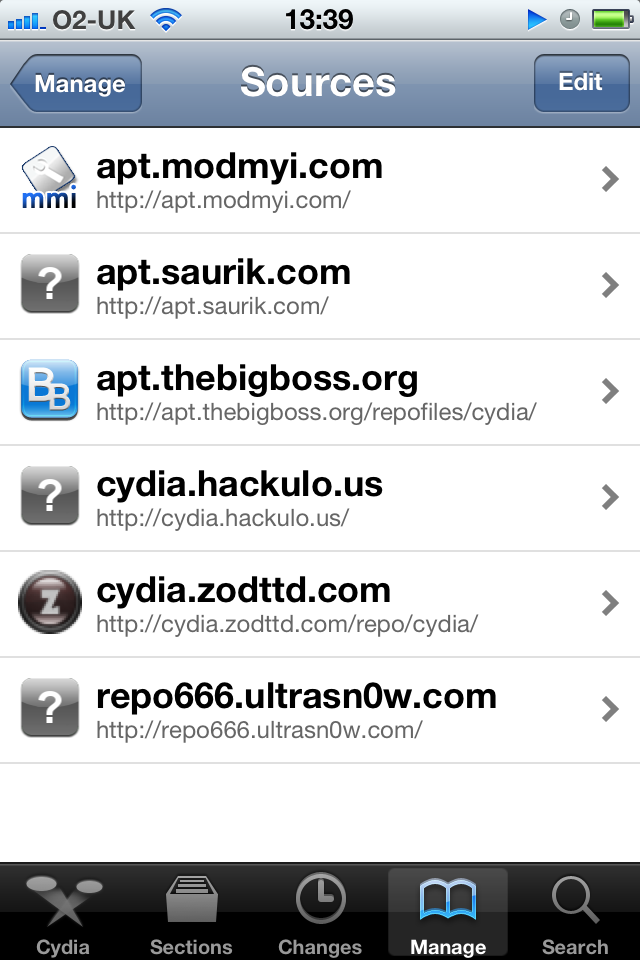 O2-UK 13:39
Manage Sources Edit
apt.modmyi.com
mmi
http://apt.modmyi.com/
?
apt.saurik.com
http://apt.saurik.com/
BB
apt.thebigboss.org
http://apt.thebigboss.org/repofiles/cydia/
?
cydia.hackulo.us
http://cydia.hackulo.us/
Z
cydia.zodttd.com
http://cydia.zodttd.com/repo/cydia/
?
repo666.ultrasn0w.com
http://repo666.ultrasn0w.com/
Cydia Sections Changes Manage Search